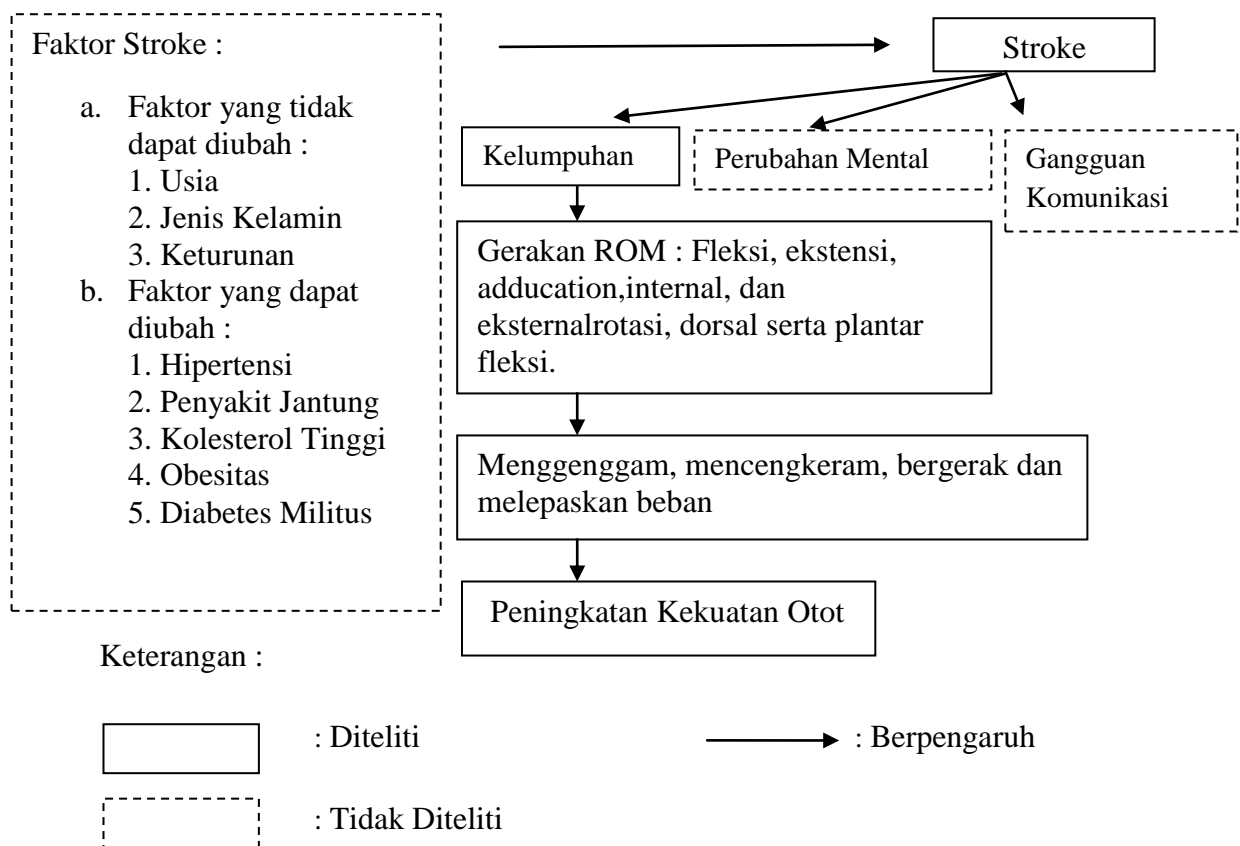 Faktor Stroke :
a. Faktor yang tidak
dapat diubah :
1. Usia
2. Jenis Kelamin
3. Keturunan
b. Faktor yang dapat
diubah :
1. Hipertensi
2. Penyakit Jantung
3. Kolesterol Tinggi
4. Obesitas
5. Diabetes Militus
Stroke
Kelumpuhan
Perubahan Mental
Gangguan
Komunikasi
Gerakan ROM : Fleksi, ekstensi,
adducation,internal, dan
eksternalrotasi, dorsal serta plantar
fleksi.
Menggenggam, mencengkeram, bergerak dan
melepaskan beban
Peningkatan Kekuatan Otot
Keterangan :
: Diteliti
: Berpengaruh
: Tidak Diteliti